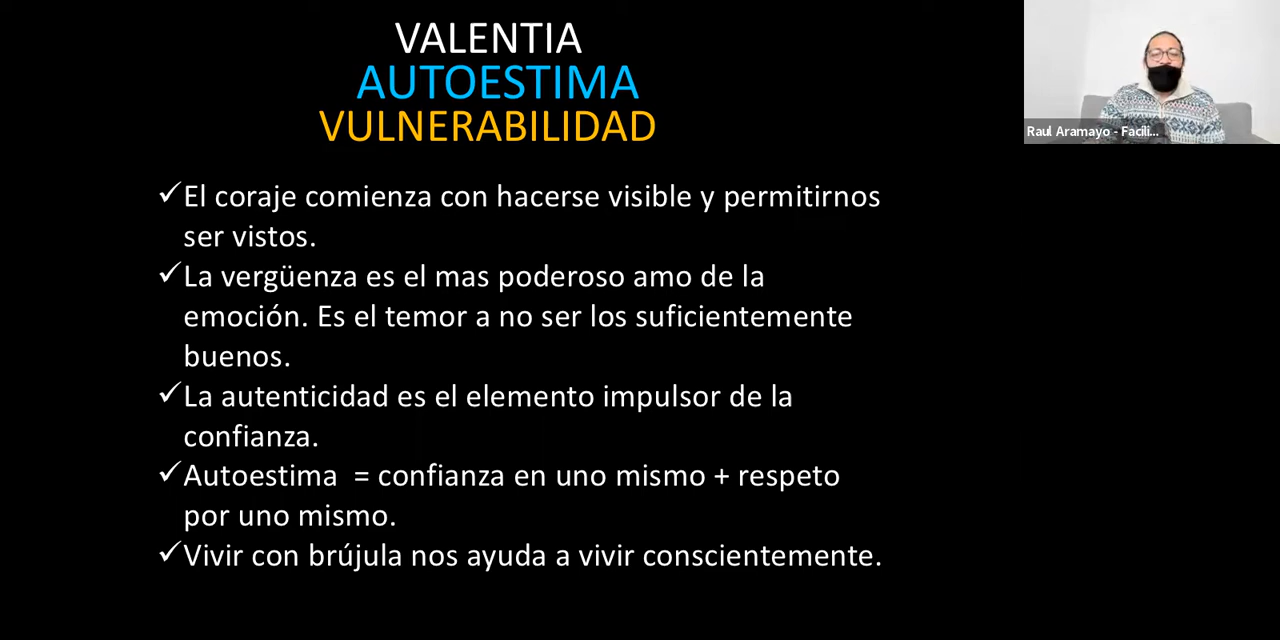 VALENTIA
AUTOESTIMA
VULNERABILIDAD
✓El coraje comienza con hacerse visible y permitirnos
ser vistos.
✓La vergüenza es el mas poderoso amo de la
emoción. Es el temor a no ser los suficientemente
buenos.
✓La autenticidad es el elemento impulsor de la
confianza.
✓Autoestima = confianza en uno mismo + respeto
por uno mismo.
✓Vivir con brújula nos ayuda a vivir conscientemente.
Raul Aramayo - Facili...